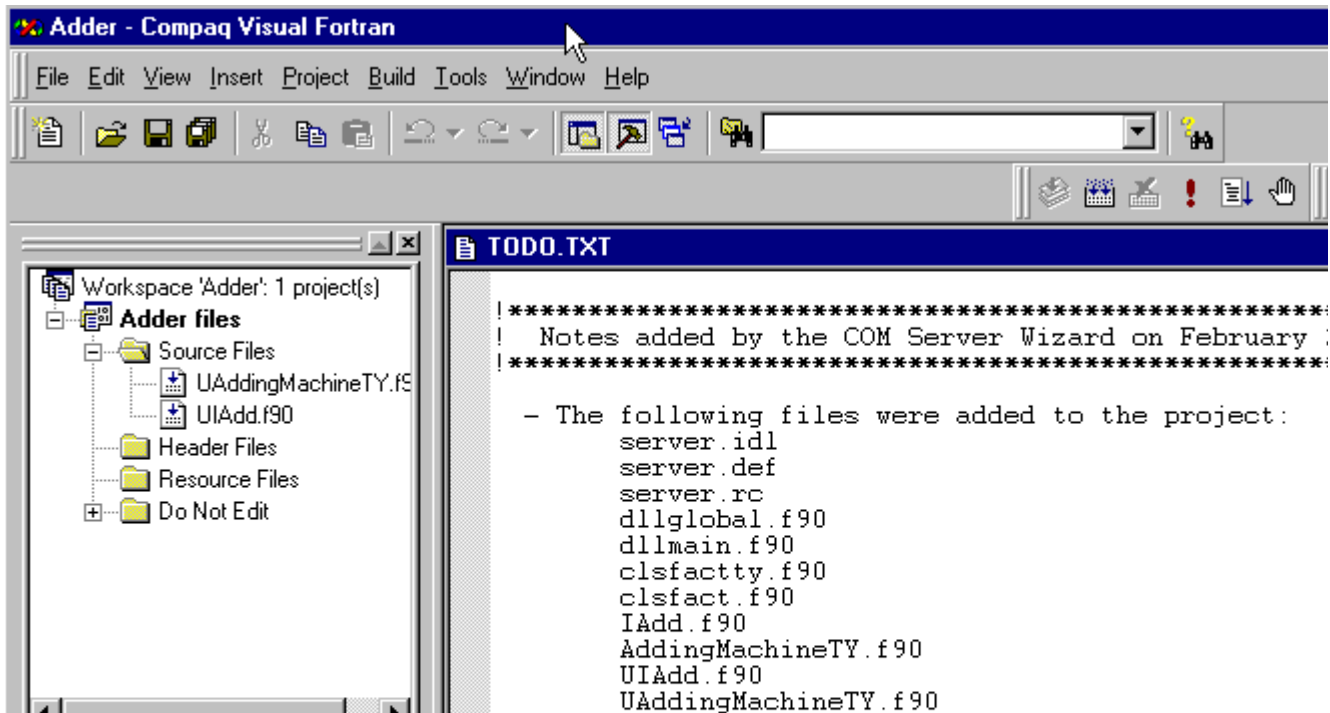 Adder - Compaq Visual Fortran
File Edit View Insert Project Build Tools Window Help
TODO.TXT
Workspace 'Adder': 1 project(s)
Adder files
Source Files
UAddingMachineTY.f9
UIAdd.f90
Header Files
Resource Files
Do Not Edit
!***************************************************
! Notes added by the COM Server Wizard on February
!***************************************************
- The following files were added to the project:
server.idl
server.def
server.rc
dllglobal.f90
dllmain.f90
clsfactty.f90
clsfact.f90
IAdd.f90
AddingMachineTY.f90
UIAdd.f90
UAddingMachineTY.f90